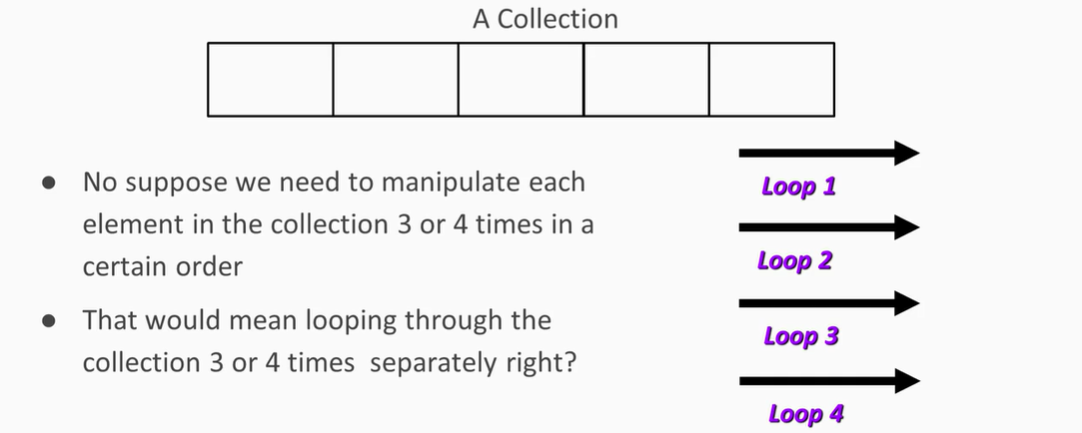 A Collection
● No suppose we need to manipulate each
element in the collection 3 or 4 times in a
certain order
● That would mean looping through the
collection 3 or 4 times  separately right?
Loop 1
Loop 2
Loop 3
Loop 4